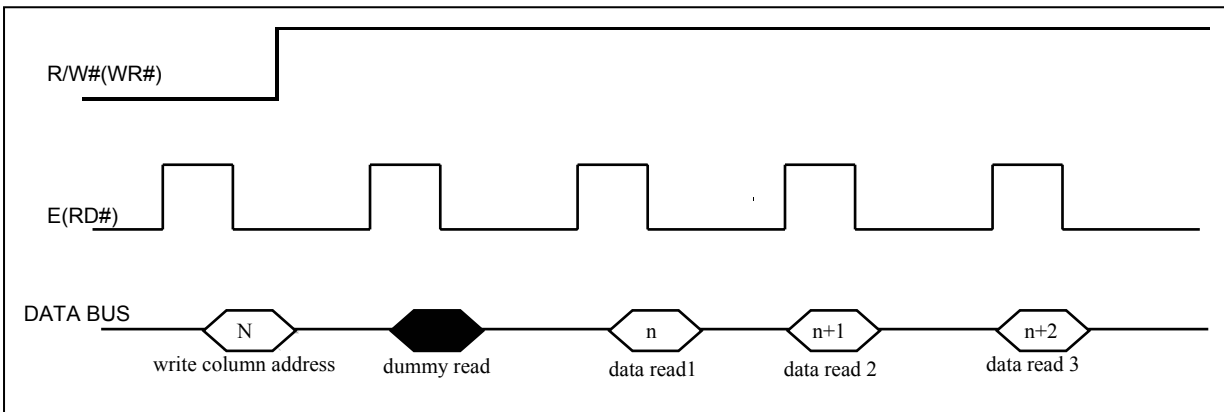 R/W#(WR#)
E(RD#)
DATA BUS
N
n
n+1
n+2
write column address
dummy read
data read1
data read 2
data read 3